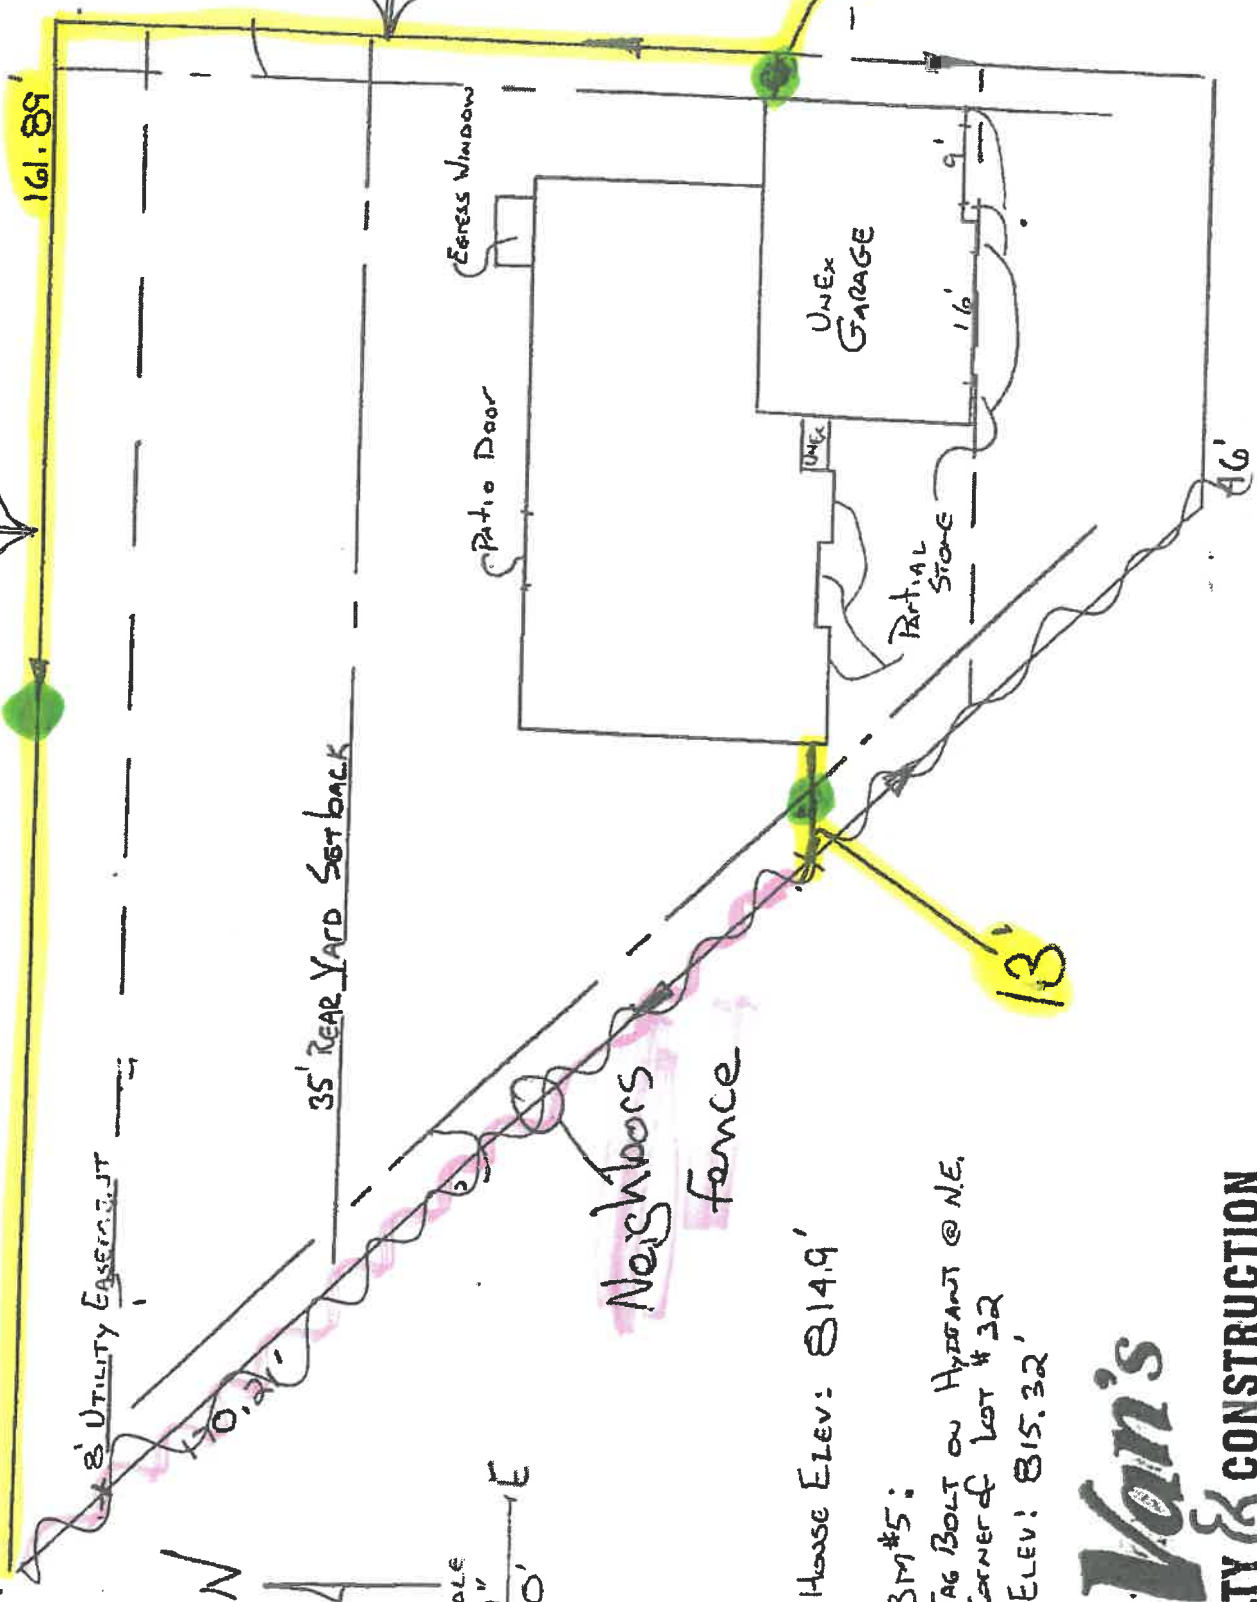 161.89'
Egress Window
Patio Door
UnEx
Garage
9'
16'
UnEx
Partial
Stone
46'
35' Rear Yard Setback
13'
Neighbors
fence
8' Utility Easement
N
E
House Elev: 814.9'
BM#5:
Tag Bolt on Hydrant @ N.E.
Corner of Lot #32
Elev: 815.32'
Van's
& CONSTRUCTION